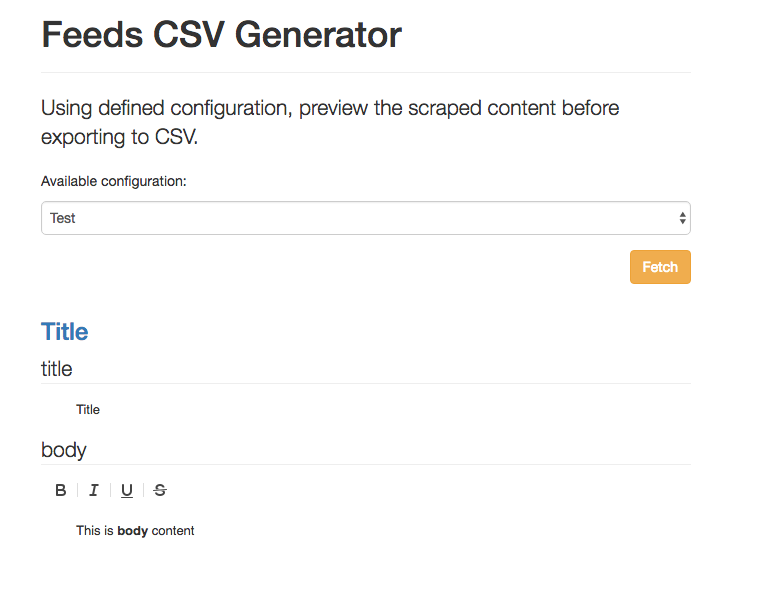 Feeds CSV Generator
Using defined configuration, preview the scraped content before
exporting to CSV.
Available configuration:
Test
Fetch
Title
title
Title
body
B I U S
This is body content